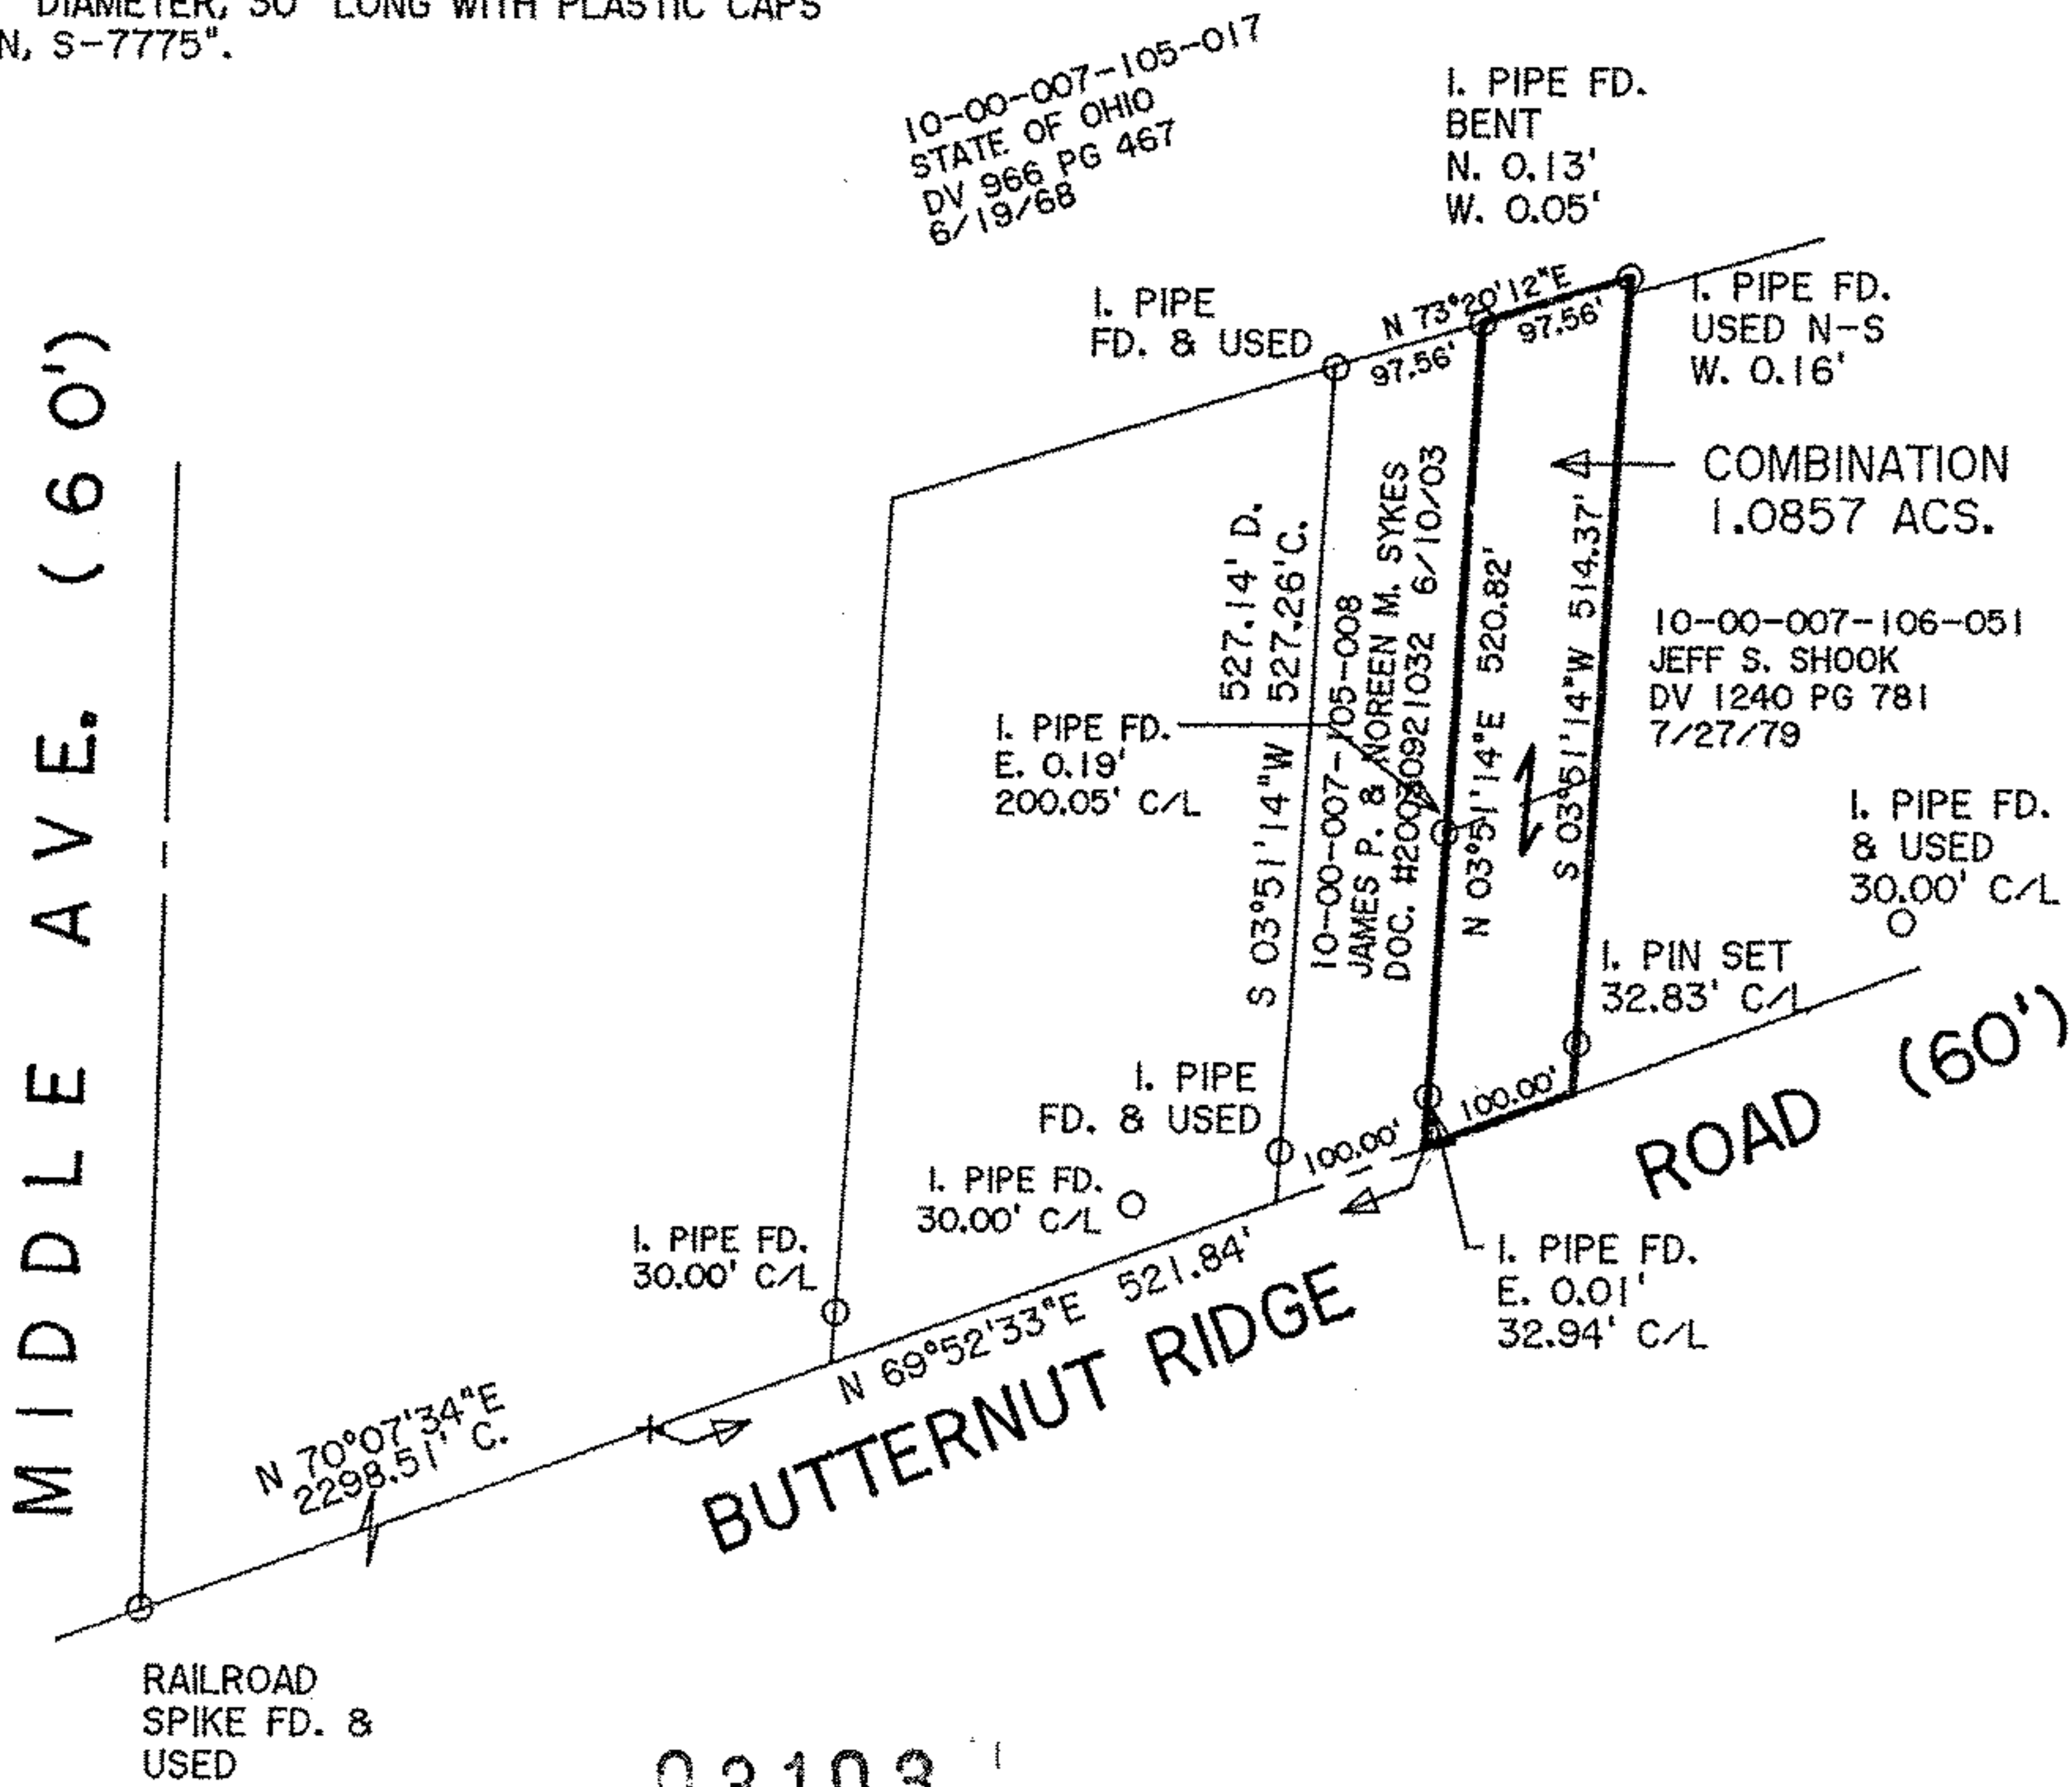 DIAMETER, 30" LONG WITH PLASTIC CAPS
N, S-7775".
10-00-007-105-017
STATE OF OHIO
DV 966 PG 467
6/19/68
I. PIPE FD.
BENT
N. 0.13'
W. 0.05'
I. PIPE
FD. & USED
N 73°20'12"E
97.56'
97.56'
I. PIPE FD.
USED N-S
W. 0.16'
COMBINATION
1.0857 ACS.
MIDDLE AVE. (60')
527.14' D.
S 03°51'14"W 527.26'C.
10-00-007-105-008
JAMES P. & NOREEN M. SYKES
DOC. #20030921032 6/10/03
N 03°51'14"E 520.82'
S 03°51'14"W 514.37'
10-00-007-106-051
JEFF S. SHOOK
DV 1240 PG 781
7/27/79
I. PIPE FD.
E. 0.19'
200.05' C/L
I. PIPE FD.
& USED
30.00' C/L
I. PIN SET
32.83' C/L
I. PIPE
FD. & USED
100.00'
100.00'
I. PIPE FD.
30.00' C/L
I. PIPE FD.
30.00' C/L
N 69°52'33"E 521.84'
BUTTERNUT RIDGE ROAD (60')
I. PIPE FD.
E. 0.01'
32.94' C/L
N 70°07'34"E
2298.51' C.
RAILROAD
SPIKE FD. &
USED
03103